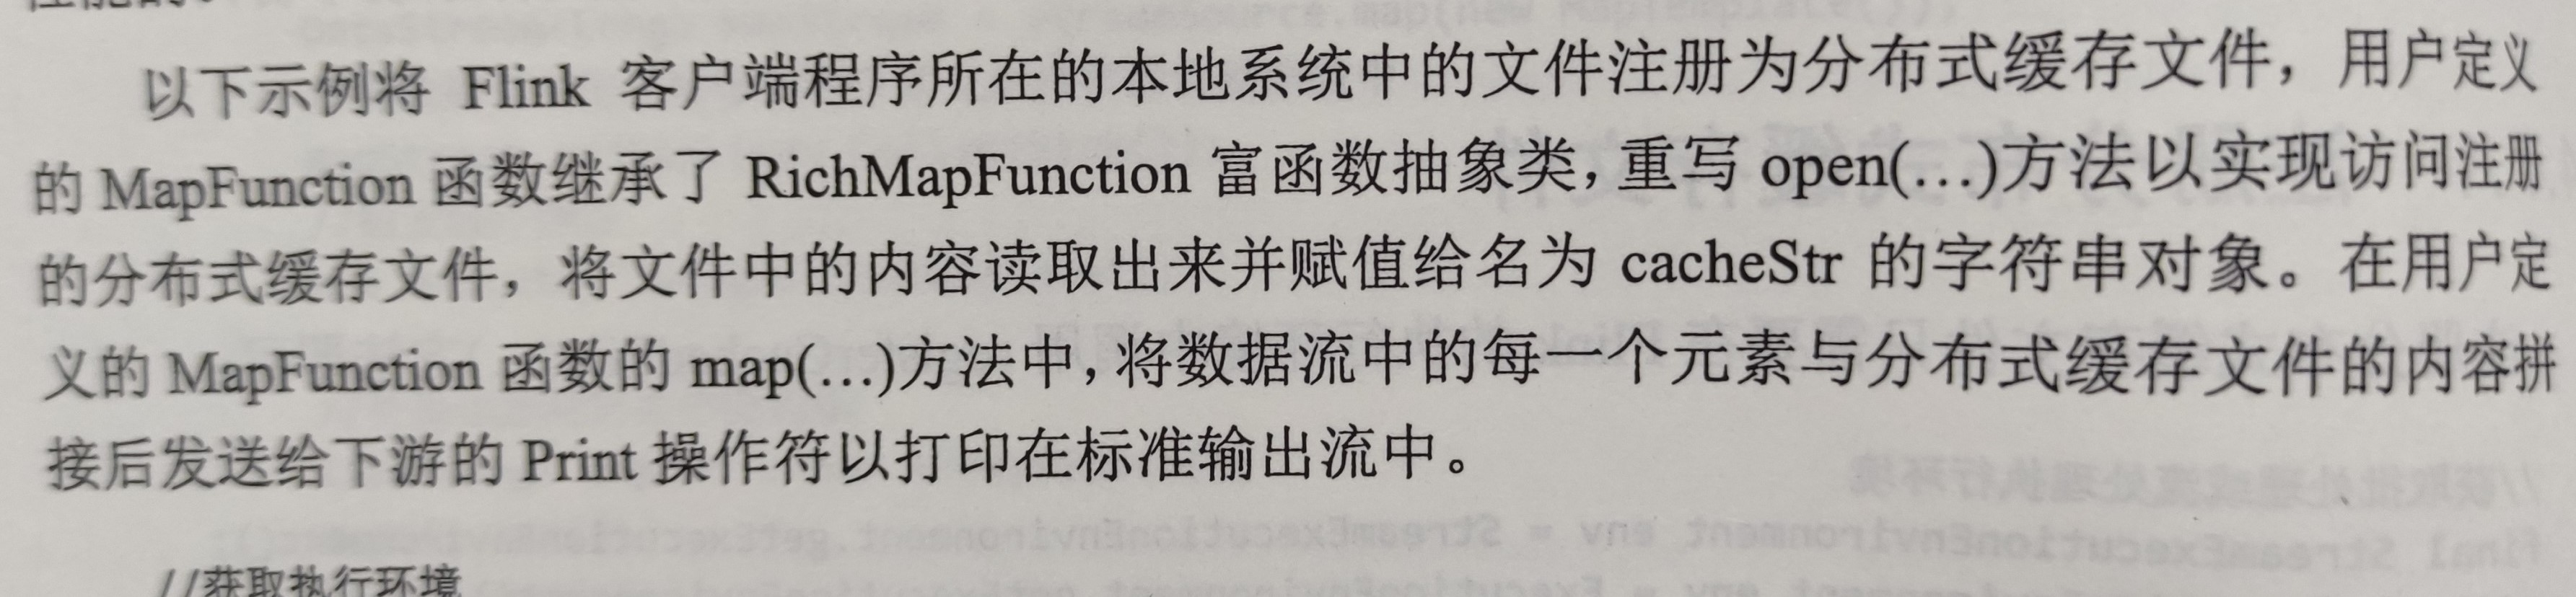 以下示例将 Flink 客户端程序所在的本地系统中的文件注册为分布式缓存文件，用户定义
的 MapFunction 函数继承了 RichMapFunction 富函数抽象类，重写 open(…)方法以实现访问注册
的分布式缓存文件，将文件中的内容读取出来并赋值给名为 cacheStr 的字符串对象。在用户定
义的 MapFunction 函数的 map(…)方法中，将数据流中的每一个元素与分布式缓存文件的内容拼
接后发送给下游的 Print 操作符以打印在标准输出流中。
//获取执行环境